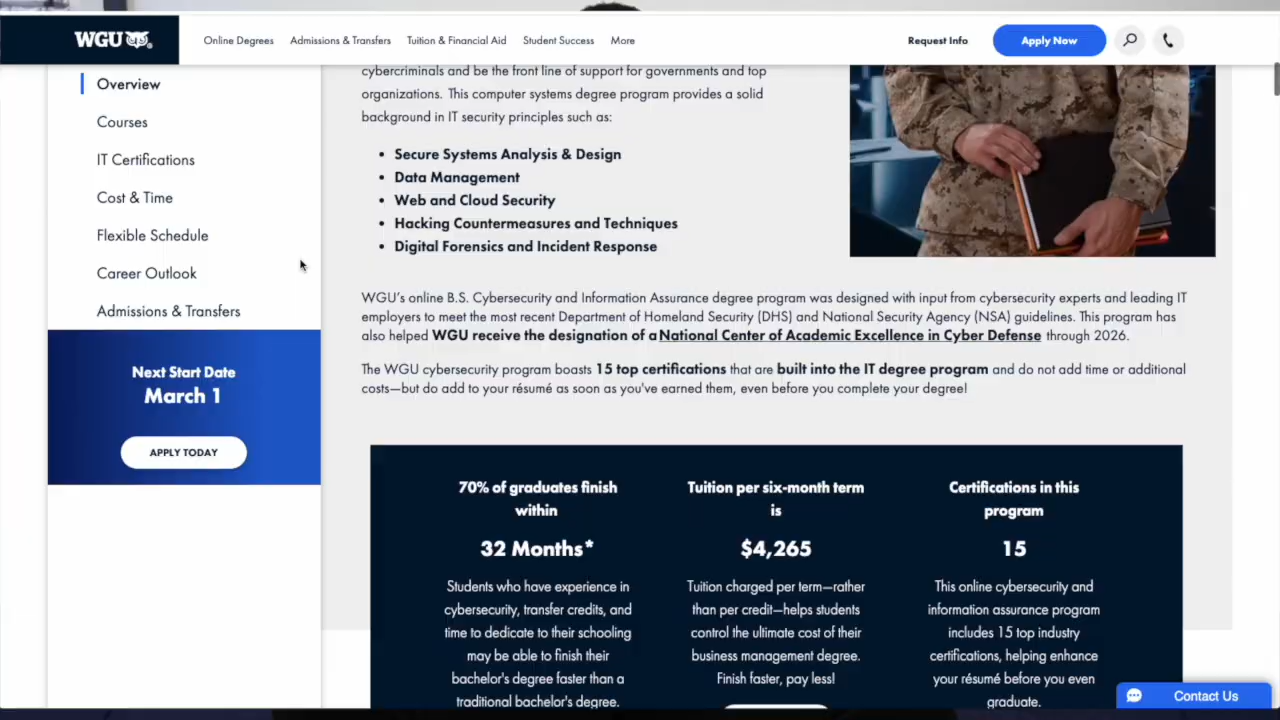 WGU
Online Degrees
Admissions & Transfers
Tuition & Financial Aid
Student Success
More
Request Info
Apply Now
Overview
Courses
IT Certifications
Cost & Time
Flexible Schedule
Career Outlook
Admissions & Transfers
Next Start Date
March 1
APPLY TODAY
cybercriminals and be the front line of support for governments and top
organizations. This computer systems degree program provides a solid
background in IT security principles such as:
• Secure Systems Analysis & Design
• Data Management
• Web and Cloud Security
• Hacking Countermeasures and Techniques
• Digital Forensics and Incident Response
WGU's online B.S. Cybersecurity and Information Assurance degree program was designed with input from cybersecurity experts and leading IT
employers to meet the most recent Department of Homeland Security (DHS) and National Security Agency (NSA) guidelines. This program has
also helped WGU receive the designation of a National Center of Academic Excellence in Cyber Defense through 2026.
The WGU cybersecurity program boasts 15 top certifications that are built into the IT degree program and do not add time or additional
costs—but do add to your résumé as soon as you've earned them, even before you complete your degree!
70% of graduates finish
within
32 Months*
Students who have experience in
cybersecurity, transfer credits, and
time to dedicate to their schooling
may be able to finish their
bachelor's degree faster than a
traditional bachelor's degree.
Tuition per six-month term
is
$4,265
Tuition charged per term—rather
than per credit—helps students
control the ultimate cost of their
business management degree.
Finish faster, pay less!
Certifications in this
program
15
This online cybersecurity and
information assurance program
includes 15 top industry
certifications, helping enhance
your résumé before you even
graduate.
Contact Us